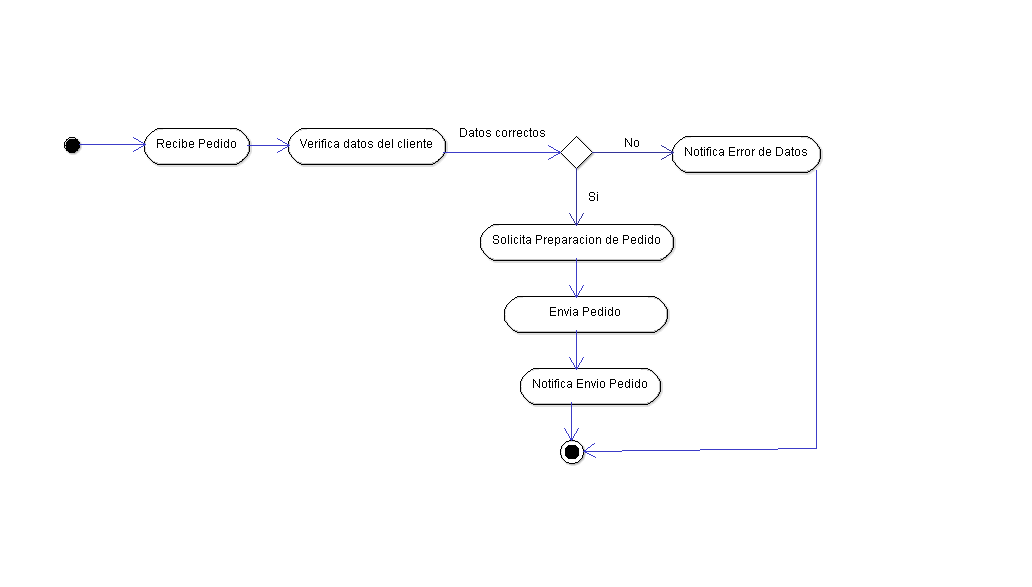 Datos correctos
Recibe Pedido
Verifica datos del cliente
No
Notifica Error de Datos
Si
Solicita Preparacion de Pedido
Envia Pedido
Notifica Envio Pedido